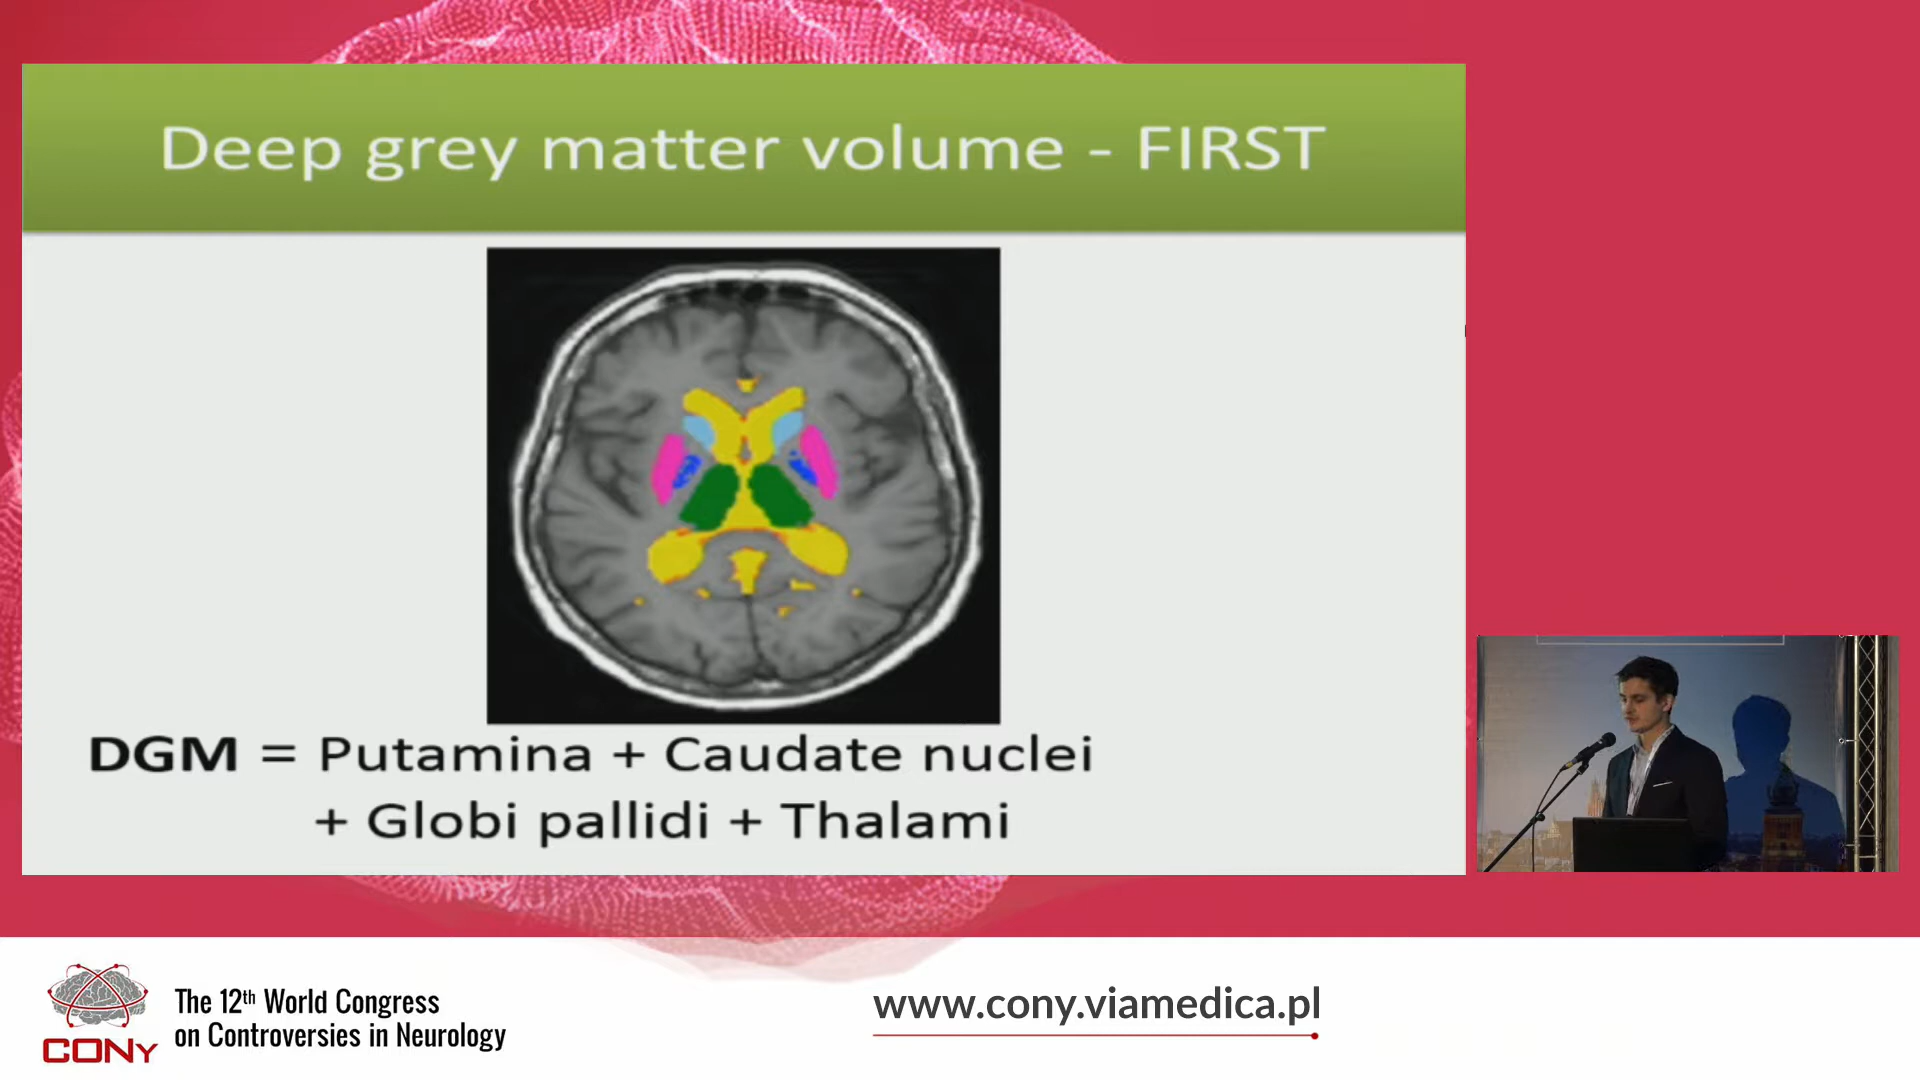 Deep grey matter volume - FIRST
DGM = Putamina + Caudate nuclei
+ Globi pallidi + Thalami
CONy
The 12th World Congress
on Controversies in Neurology
www.cony.viamedica.pl